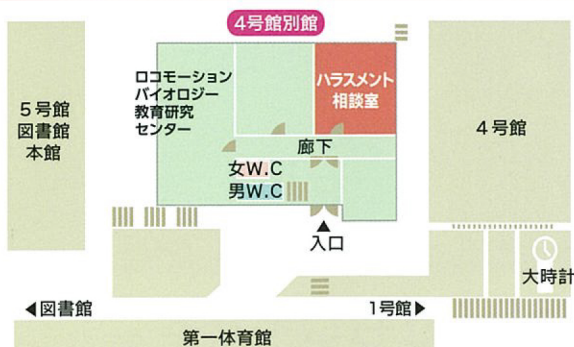 4号館別館
ロコモーション
バイオロジー
教育研究
センター
ハラスメント
相談室
5号館
図書館
本館
4号館
廊下
女W.C
男W.C
▲
入口
大時計
◀図書館
1号館▶
第一体育館